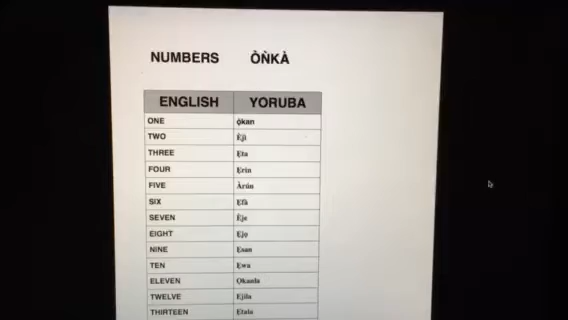 NUMBERS ÒǸKÀ
ENGLISH YORUBA
ONE ọ̀kan
TWO Èjì
THREE Ẹta
FOUR Ẹrin
FIVE Àrún
SIX Ẹfà
SEVEN Èje
EIGHT Ẹjọ
NINE Ẹsan
TEN Ẹwa
ELEVEN Ọkanla
TWELVE Ejila
THIRTEEN Ẹtala